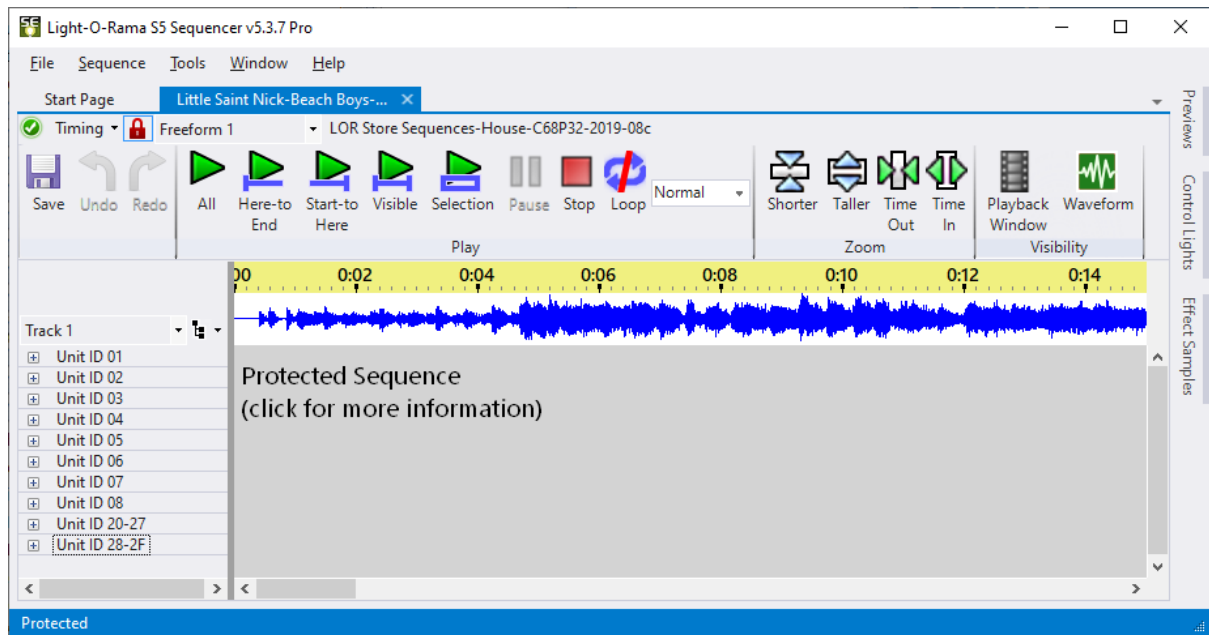 Light-O-Rama S5 Sequencer v5.3.7 Pro
File Sequence Tools Window Help
Start Page Little Saint Nick-Beach Boys-...
Timing Freeform 1 LOR Store Sequences-House-C68P32-2019-08c
Save Undo Redo All Here-to End Start-to Here Visible Selection Pause Stop Loop Normal Shorter Taller Time Out Time In Playback Window Waveform
Play Zoom Visibility
00 0:02 0:04 0:06 0:08 0:10 0:12 0:14
Track 1
Unit ID 01
Unit ID 02
Unit ID 03
Unit ID 04
Unit ID 05
Unit ID 06
Unit ID 07
Unit ID 08
Unit ID 20-27
Unit ID 28-2F
Protected Sequence
(click for more information)
Previews
Control Lights
Effect Samples
Protected